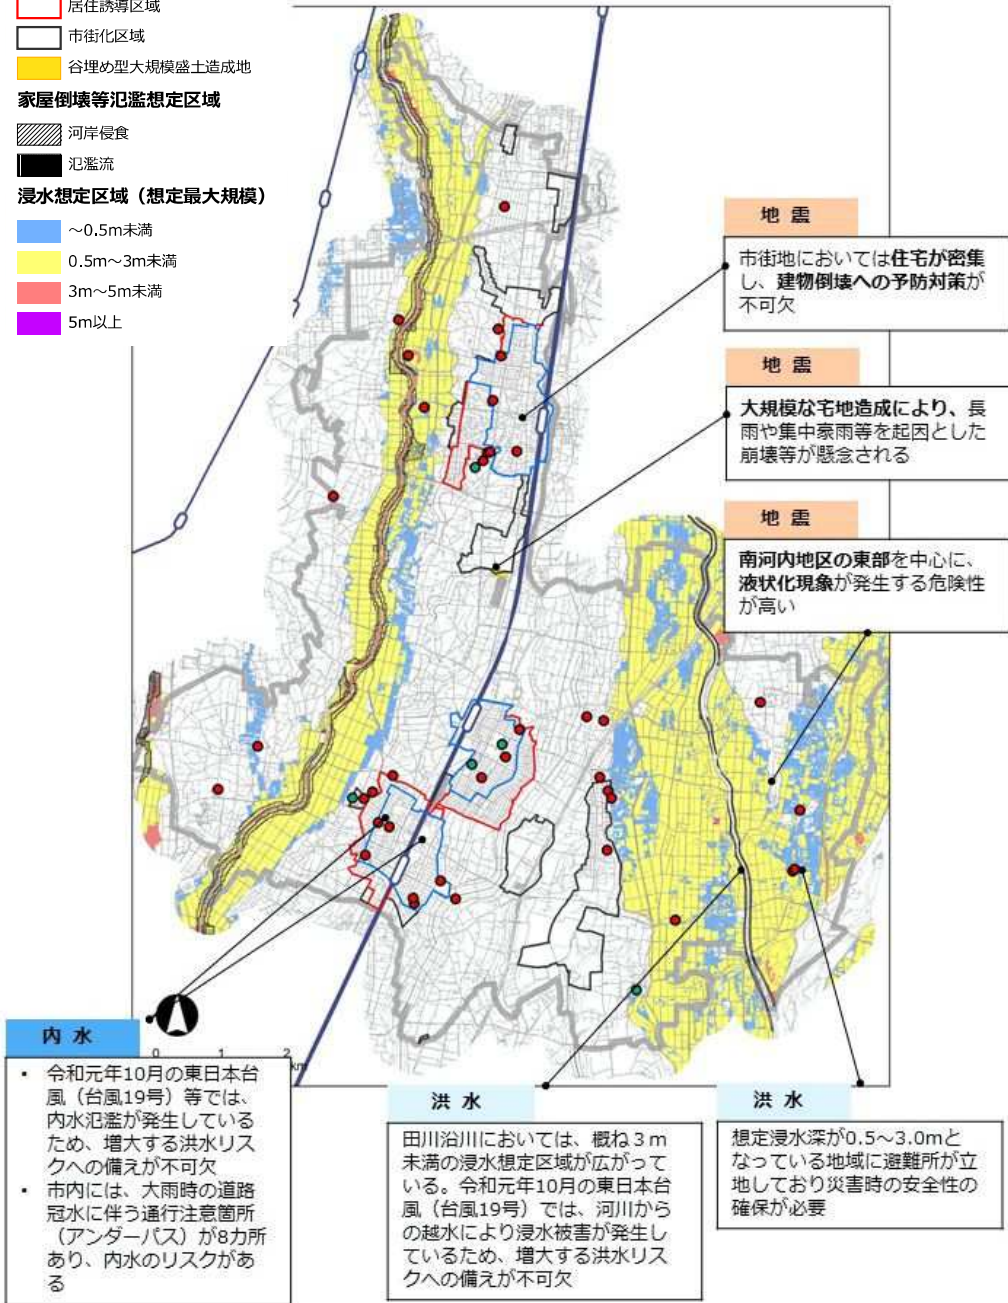 居住誘導区域
市街化区域
谷埋め型大規模盛土造成地
家屋倒壊等氾濫想定区域
河岸侵食
氾濫流
浸水想定区域（想定最大規模）
～0.5m未満
0.5m～3m未満
3m～5m未満
5m以上
地 震
市街地においては住宅が密集
し、建物倒壊への予防対策が
不可欠
地 震
大規模な宅地造成により、長
雨や集中豪雨等を起因とした
崩壊等が懸念される
地 震
南河内地区の東部を中心に、
液状化現象が発生する危険性
が高い
0 1 2
km
内 水
・ 令和元年10月の東日本台
風（台風19号）等では、
内水氾濫が発生している
ため、増大する洪水リス
クへの備えが不可欠
・ 市内には、大雨時の道路
冠水に伴う通行注意箇所
（アンダーパス）が8カ所
あり、内水のリスクがあ
る
洪 水
田川沿川においては、概ね３ｍ
未満の浸水想定区域が広がって
いる。令和元年10月の東日本台
風（台風19号）では、河川から
の越水により浸水被害が発生し
ているため、増大する洪水リス
クへの備えが不可欠
洪 水
想定浸水深が0.5～3.0mと
なっている地域に避難所が立
地しており災害時の安全性の
確保が必要